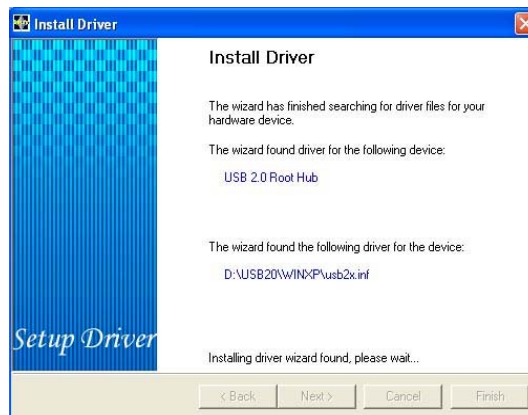 Install Driver
Install Driver
The wizard has finished searching for driver files for your
hardware device.
The wizard found driver for the following device:
USB 2.0 Root Hub
The wizard found the following driver for the device:
D:\USB20\WINXP\usb2x.inf
Setup Driver
Installing driver wizard found, please wait...
< Back Next > Cancel Finish